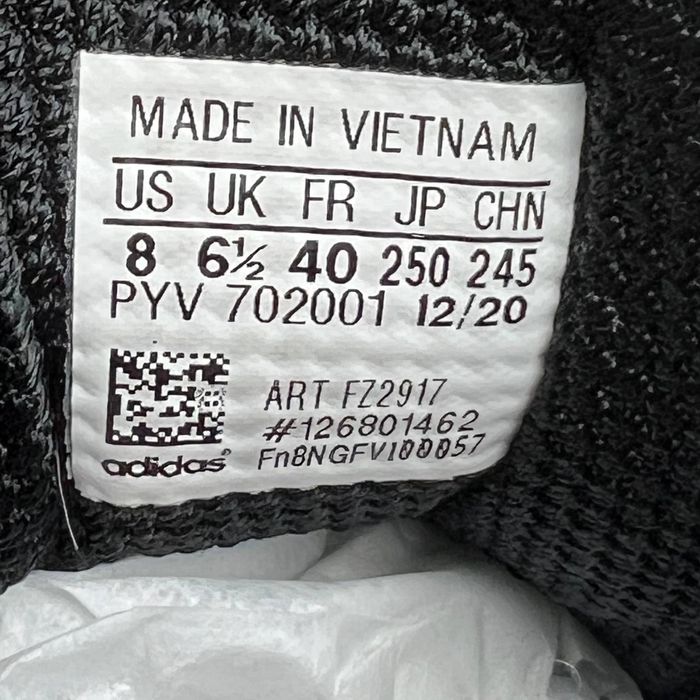 MADE IN VIETNAM
US UK FR JP CHN
8 6½ 40 250 245
PYV 702001 12/20
ART FZ2917
#126801462
Fn8NGFVI00057
adidas